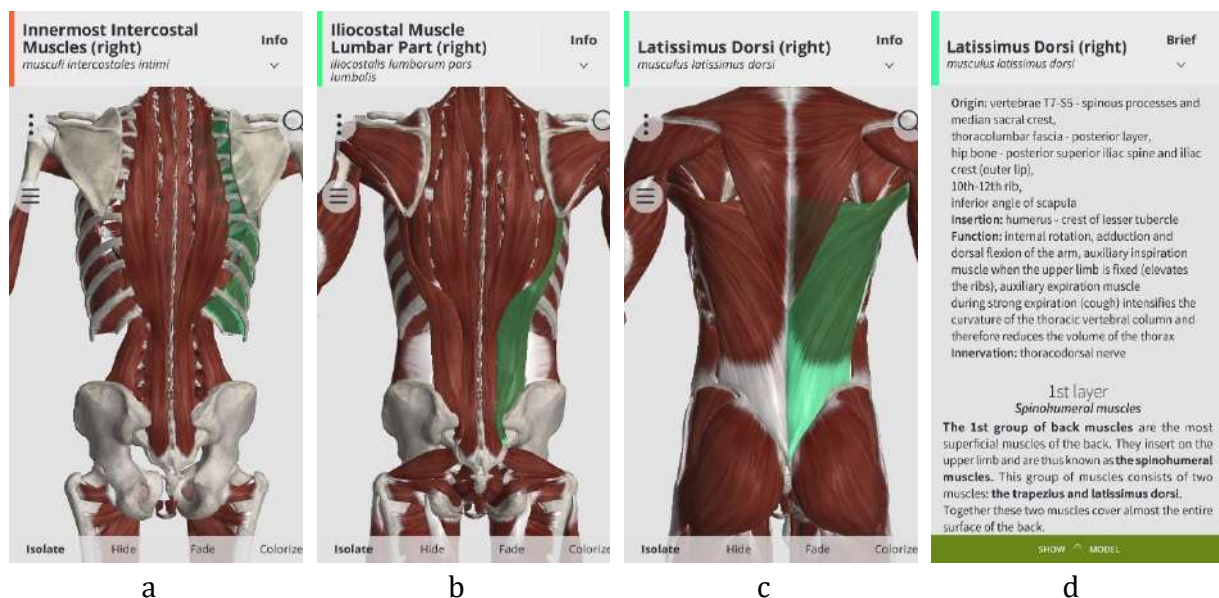 Innermost Intercostal
Muscles (right)
musculi intercostales intimi
Info
Isolate
Hide
Fade
Colorize
a
Iliocostal Muscle
Lumbar Part (right)
iliocostalis lumborum pars
lumbalis
Info
Isolate
Hide
Fade
Colorize
b
Latissimus Dorsi (right)
musculus latissimus dorsi
Info
Isolate
Hide
Fade
Colorize
c
Latissimus Dorsi (right)
musculus latissimus dorsi
Brief
Origin: vertebrae T7-S5 - spinous processes and
median sacral crest,
thoracolumbar fascia - posterior layer,
hip bone - posterior superior iliac spine and iliac
crest (outer lip),
10th-12th rib,
inferior angle of scapula
Insertion: humerus - crest of lesser tubercle
Function: internal rotation, adduction and
dorsal flexion of the arm, auxiliary inspiration
muscle when the upper limb is fixed (elevates
the ribs), auxiliary expiration muscle
during strong expiration (cough) intensifies the
curvature of the thoracic vertebral column and
therefore reduces the volume of the thorax
Innervation: thoracodorsal nerve
1st layer
Spinohumeral muscles
The 1st group of back muscles are the most
superficial muscles of the back. They insert on the
upper limb and are thus known as the spinohumeral
muscles. This group of muscles consists of two
muscles: the trapezius and latissimus dorsi.
Together these two muscles cover almost the entire
surface of the back.
SHOW MODEL
d